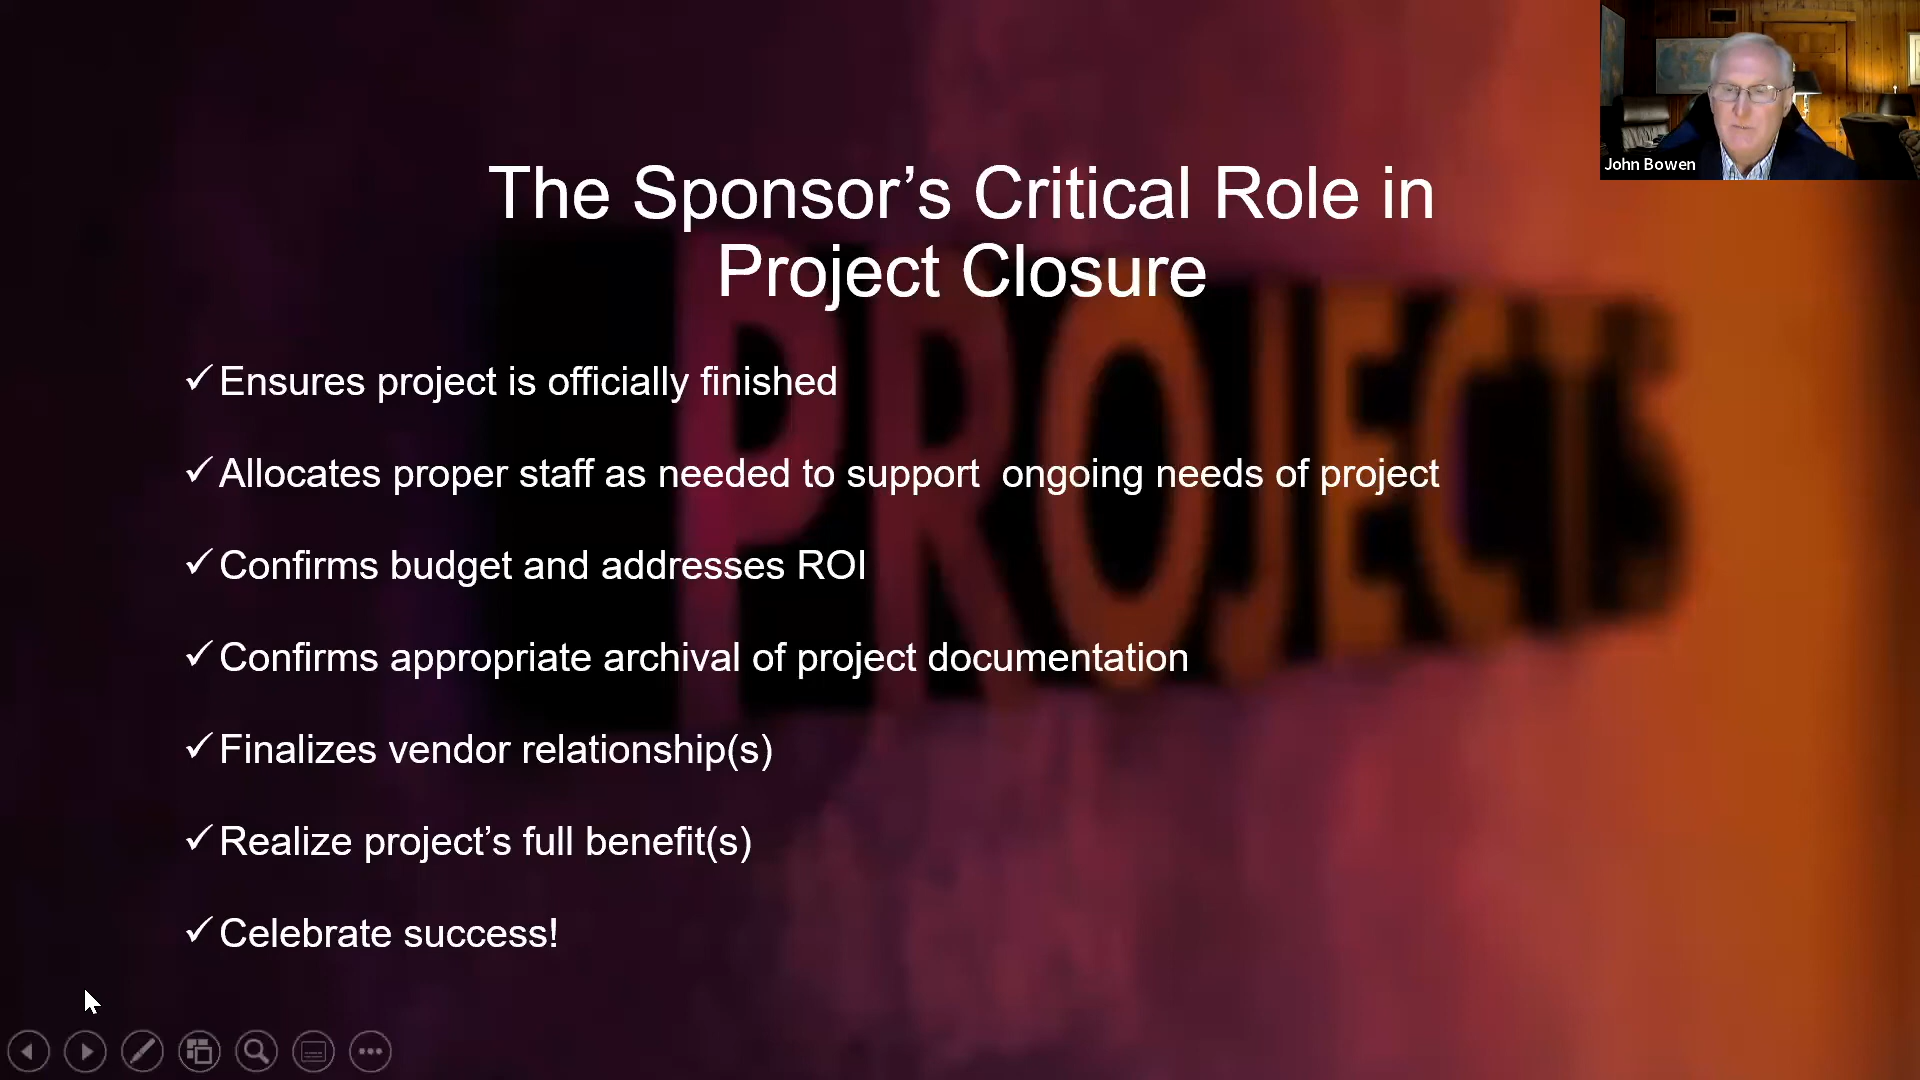 John Bowen
The Sponsor’s Critical Role in
Project Closure
PROJECTS
✓Ensures project is officially finished
✓Allocates proper staff as needed to support  ongoing needs of project
✓Confirms budget and addresses ROI
✓Confirms appropriate archival of project documentation
✓Finalizes vendor relationship(s)
✓Realize project’s full benefit(s)
✓Celebrate success!